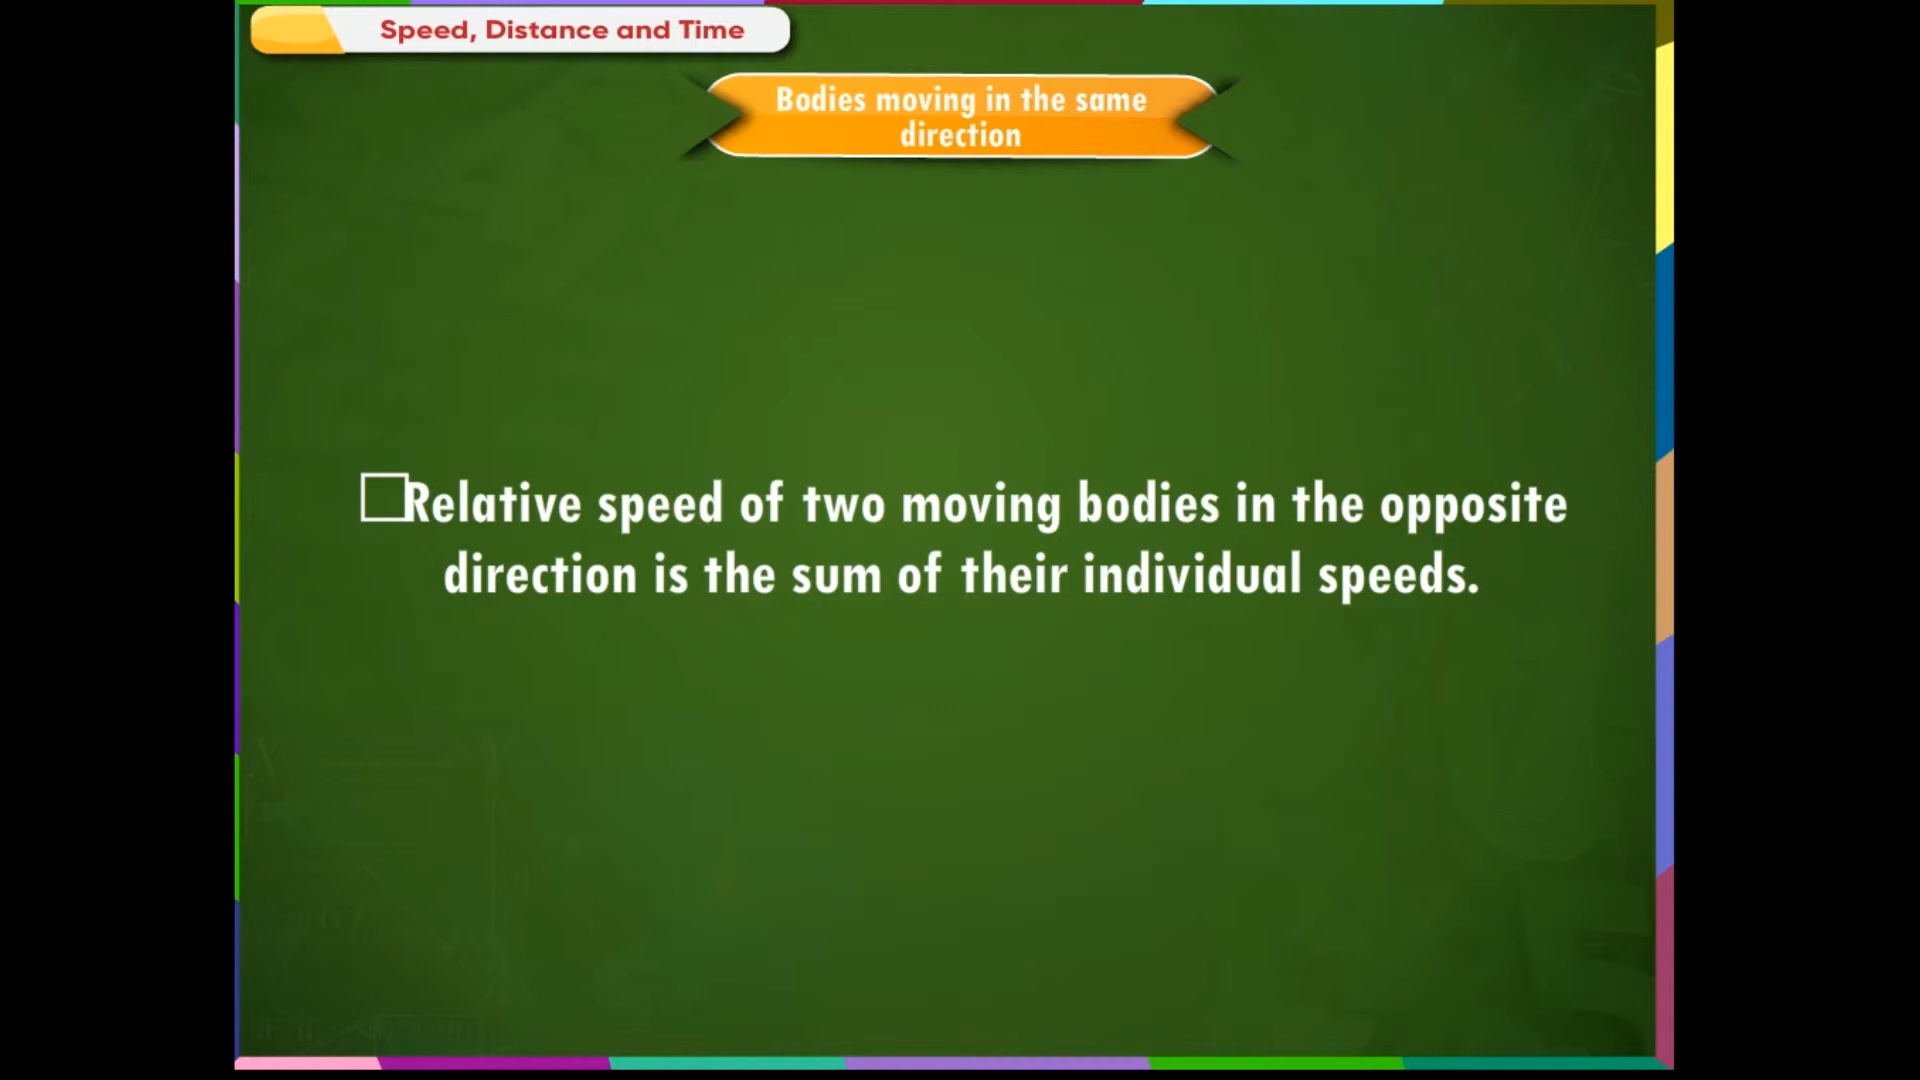 Speed, Distance and Time
Bodies moving in the same
direction
Relative speed of two moving bodies in the opposite
direction is the sum of their individual speeds.